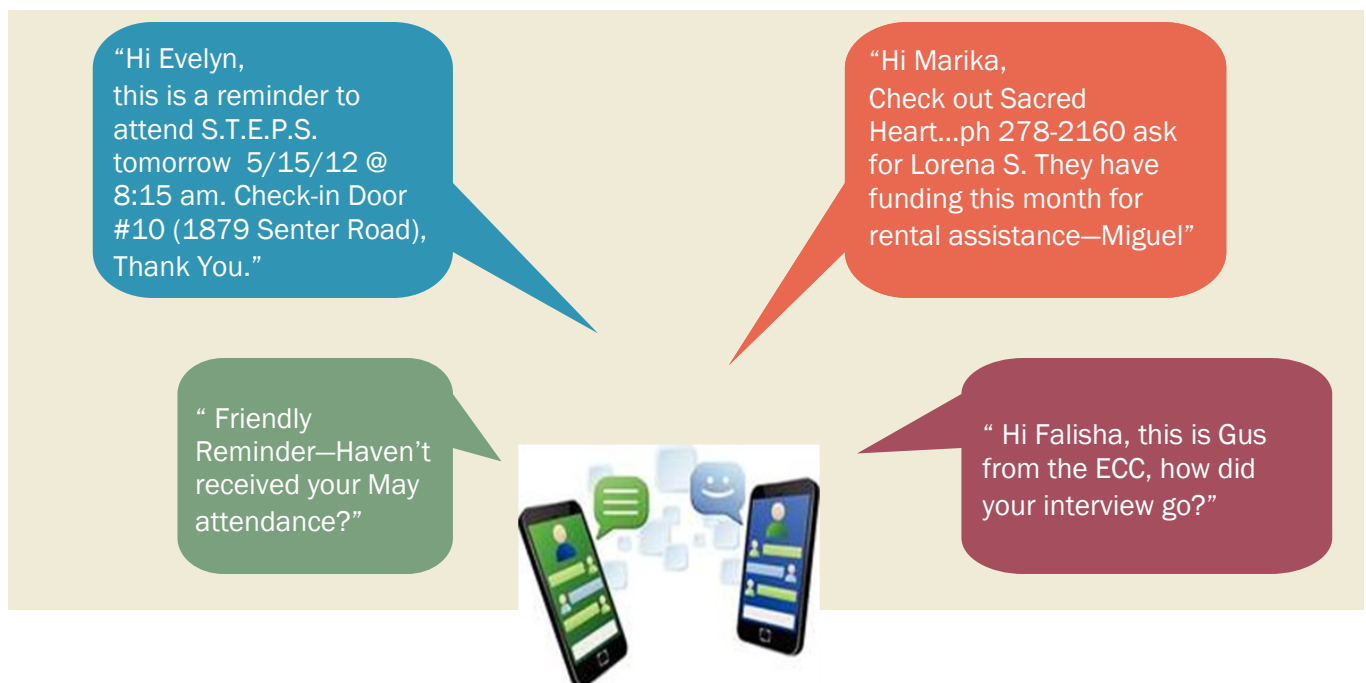 “Hi Evelyn,
this is a reminder to
attend S.T.E.P.S.
tomorrow  5/15/12 @
8:15 am. Check-in Door
#10 (1879 Senter Road),
Thank You.”
“Hi Marika,
Check out Sacred
Heart...ph 278-2160 ask
for Lorena S. They have
funding this month for
rental assistance—Miguel”
“ Friendly
Reminder—Haven’t
received your May
attendance?”
“ Hi Falisha, this is Gus
from the ECC, how did
your interview go?”